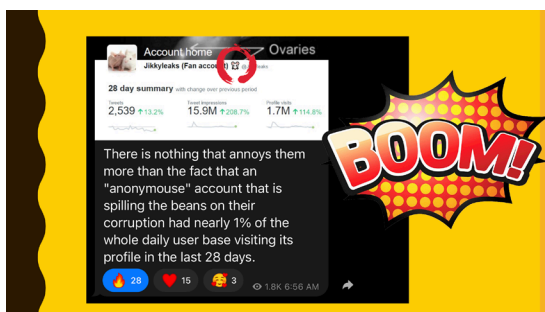 Account home
Ovaries
Jikkyleaks (Fan account)
28 day summary with change over previous period
Tweets
Tweet impressions
Profile visits
2,539 ↑13.2%
15.9M ↑208.7%
1.7M ↑114.8%
There is nothing that annoys them
more than the fact that an
"anonymouse" account that is
spilling the beans on their
corruption had nearly 1% of the
whole daily user base visiting its
profile in the last 28 days.
28
15
3
1.8K 6:56 AM
BOOM!